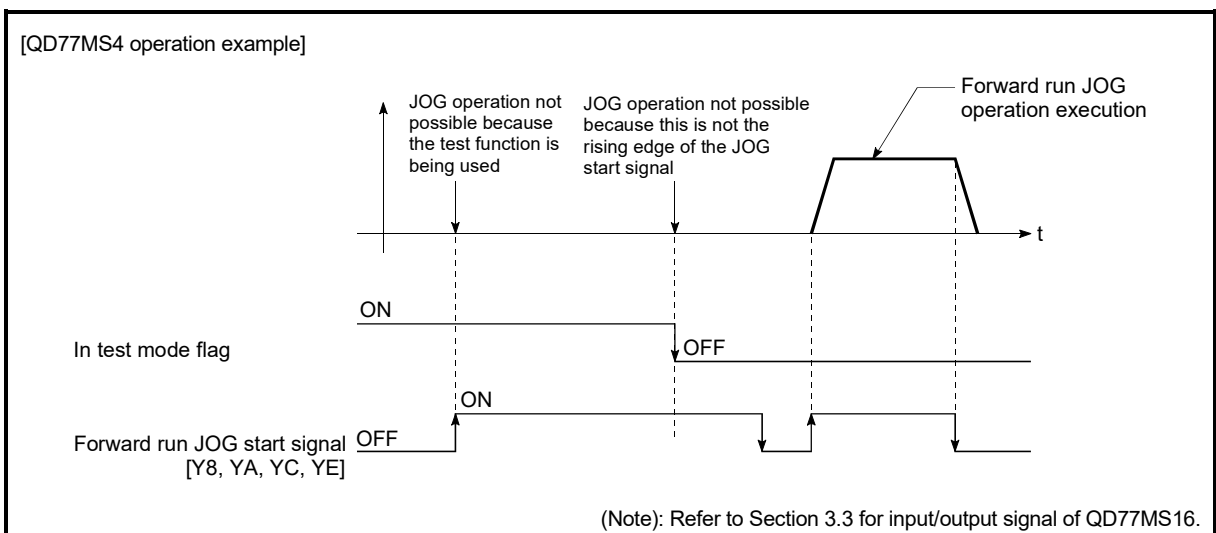 [QD77MS4 operation example]
JOG operation not
possible because
the test function is
being used
JOG operation not possible
because this is not the
rising edge of the JOG
start signal
Forward run JOG
operation execution
t
ON
In test mode flag
OFF
ON
Forward run JOG start signal
[Y8, YA, YC, YE]
OFF
(Note): Refer to Section 3.3 for input/output signal of QD77MS16.